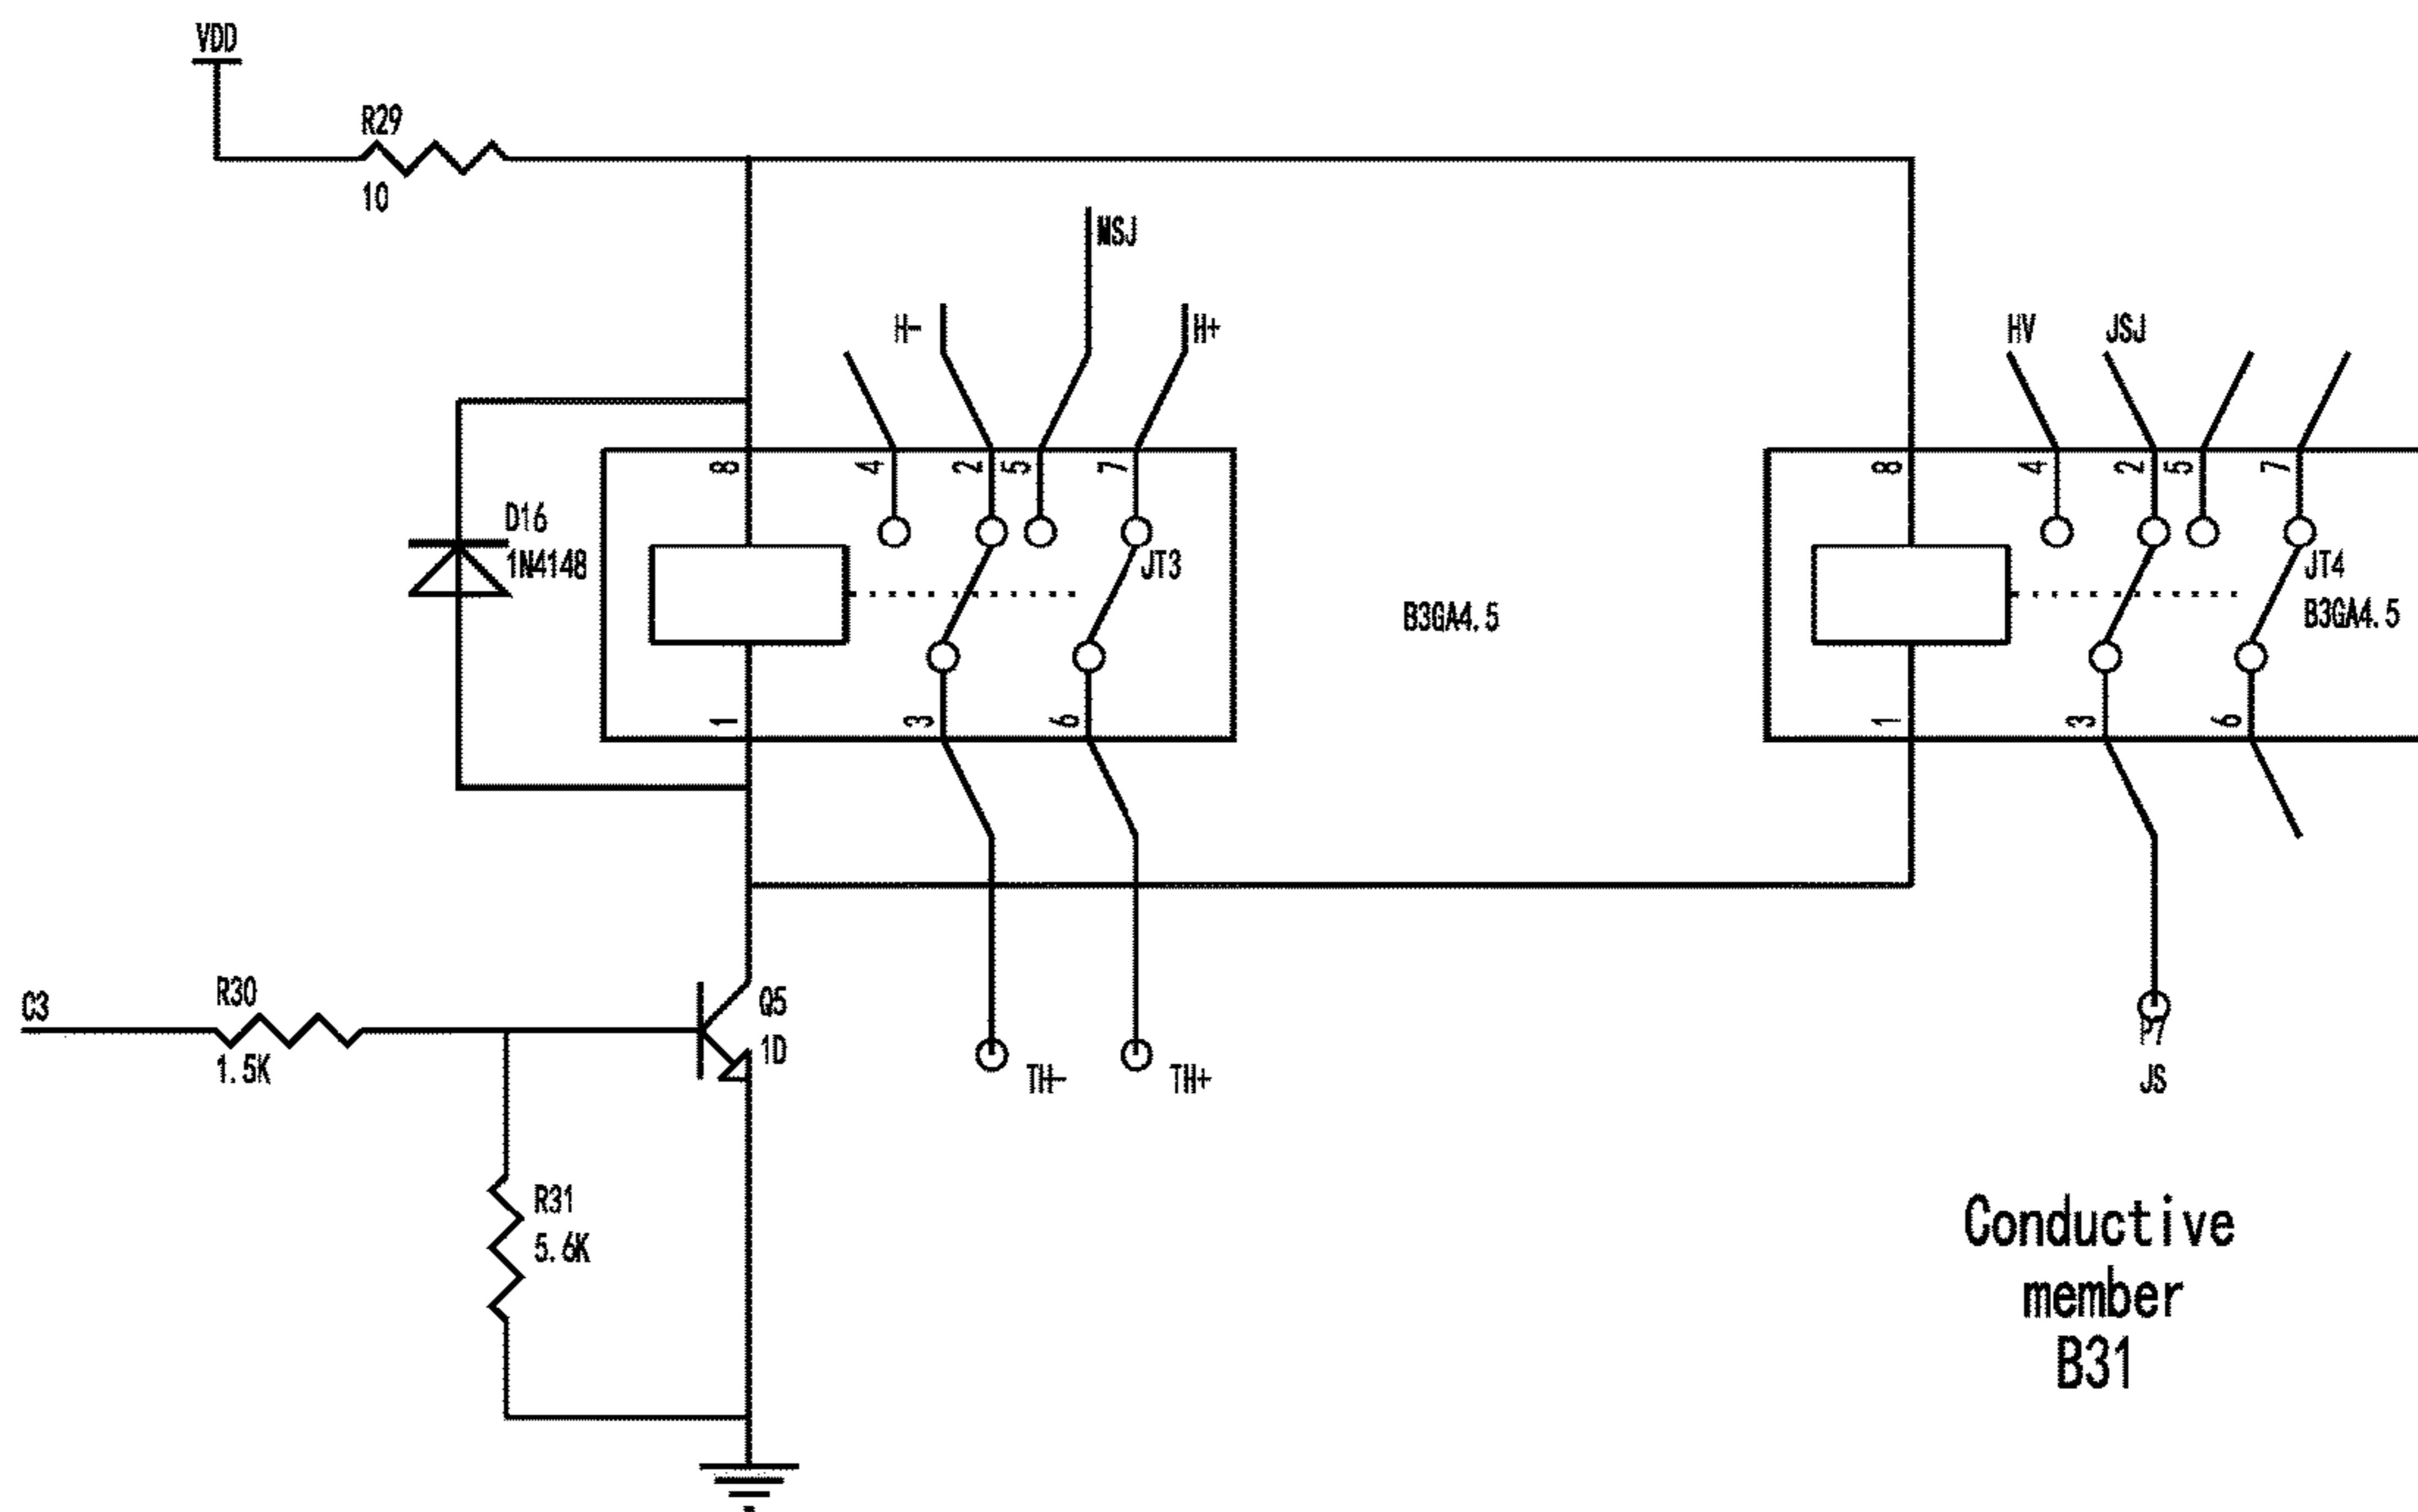 VDD
R29
10
MSJ
H-
H+
HV
JSJ
8
4
2
5
7
8
4
2
5
7
D16
1N4148
JT3
JT4
B3GA4.5
B3GA4.5
1
3
6
1
3
6
C3
R30
1.5K
Q5
1D
TH-
TH+
P7
JS
R31
5.6K
Conductive
member
B31